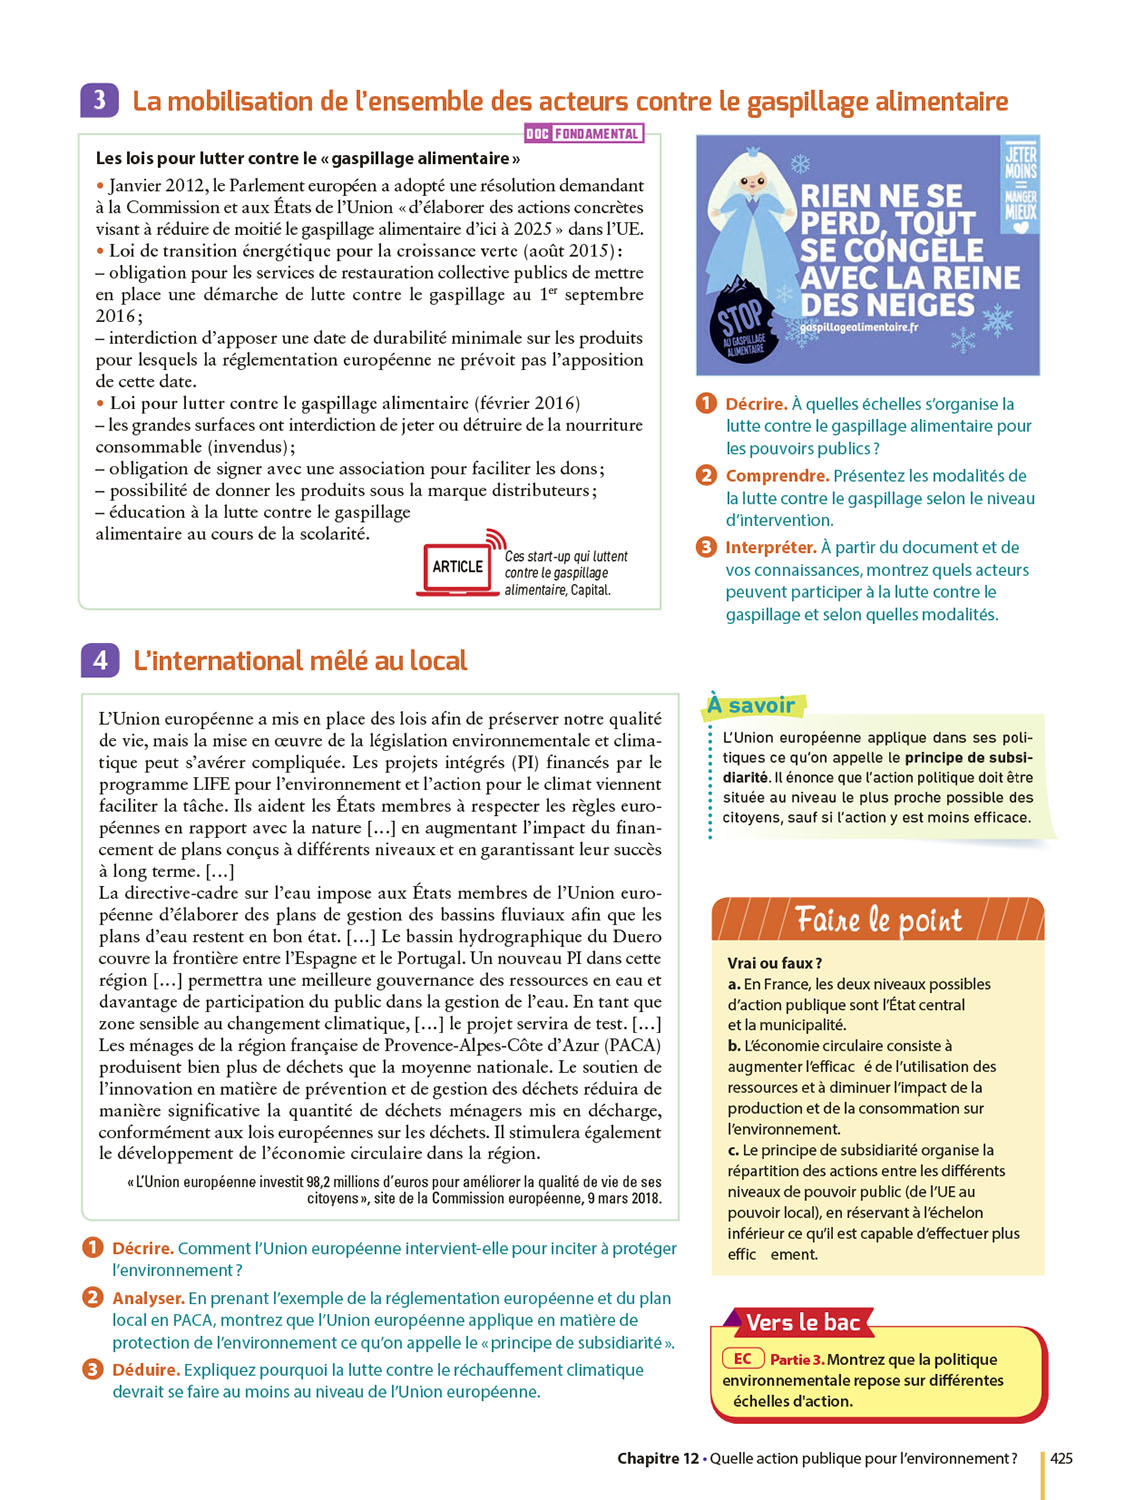 3 La mobilisation de l’ensemble des acteurs contre le gaspillage alimentaire
DOC FONDAMENTAL
Les lois pour lutter contre le « gaspillage alimentaire »
• Janvier 2012, le Parlement européen a adopté une résolution demandant
à la Commission et aux États de l’Union « d’élaborer des actions concrètes
visant à réduire de moitié le gaspillage alimentaire d’ici à 2025 » dans l’UE.
• Loi de transition énergétique pour la croissance verte (août 2015) :
– obligation pour les services de restauration collective publics de mettre
en place une démarche de lutte contre le gaspillage au 1er septembre
2016 ;
– interdiction d’apposer une date de durabilité minimale sur les produits
pour lesquels la réglementation européenne ne prévoit pas l’apposition
de cette date.
• Loi pour lutter contre le gaspillage alimentaire (février 2016)
– les grandes surfaces ont interdiction de jeter ou détruire de la nourriture
consommable (invendus) ;
– obligation de signer avec une association pour faciliter les dons ;
– possibilité de donner les produits sous la marque distributeurs ;
– éducation à la lutte contre le gaspillage
alimentaire au cours de la scolarité.
ARTICLE
Ces start-up qui luttent
contre le gaspillage
alimentaire, Capital.
JETER
MOINS
=
MANGER
MIEUX
RIEN NE SE
PERD, TOUT
SE CONGÈLE
AVEC LA REINE
DES NEIGES
gaspillagealimentaire.fr
STOP
AU GASPILLAGE
ALIMENTAIRE
1 Décrire. À quelles échelles s’organise la
lutte contre le gaspillage alimentaire pour
les pouvoirs publics ?
2 Comprendre. Présentez les modalités de
la lutte contre le gaspillage selon le niveau
d’intervention.
3 Interpréter. À partir du document et de
vos connaissances, montrez quels acteurs
peuvent participer à la lutte contre le
gaspillage et selon quelles modalités.
4 L’international mêlé au local
L’Union européenne a mis en place des lois afin de préserver notre qualité
de vie, mais la mise en œuvre de la législation environnementale et clima-
tique peut s’avérer compliquée. Les projets intégrés (PI) financés par le
programme LIFE pour l’environnement et l’action pour le climat viennent
faciliter la tâche. Ils aident les États membres à respecter les règles euro-
péennes en rapport avec la nature […] en augmentant l’impact du finan-
cement de plans conçus à différents niveaux et en garantissant leur succès
à long terme. […]
La directive-cadre sur l’eau impose aux États membres de l’Union euro-
péenne d’élaborer des plans de gestion des bassins fluviaux afin que les
plans d’eau restent en bon état. […] Le bassin hydrographique du Duero
couvre la frontière entre l’Espagne et le Portugal. Un nouveau PI dans cette
région […] permettra une meilleure gouvernance des ressources en eau et
davantage de participation du public dans la gestion de l’eau. En tant que
zone sensible au changement climatique, […] le projet servira de test. […]
Les ménages de la région française de Provence-Alpes-Côte d’Azur (PACA)
produisent bien plus de déchets que la moyenne nationale. Le soutien de
l’innovation en matière de prévention et de gestion des déchets réduira de
manière significative la quantité de déchets ménagers mis en décharge,
conformément aux lois européennes sur les déchets. Il stimulera également
le développement de l’économie circulaire dans la région.
« L’Union européenne investit 98,2 millions d’euros pour améliorer la qualité de vie de ses
citoyens », site de la Commission européenne, 9 mars 2018.
1 Décrire. Comment l’Union européenne intervient-elle pour inciter à protéger
l’environnement ?
2 Analyser. En prenant l’exemple de la réglementation européenne et du plan
local en PACA, montrez que l’Union européenne applique en matière de
protection de l’environnement ce qu’on appelle le « principe de subsidiarité ».
3 Déduire. Expliquez pourquoi la lutte contre le réchauffement climatique
devrait se faire au moins au niveau de l’Union européenne.
À savoir
L’Union européenne applique dans ses poli-
tiques ce qu’on appelle le principe de subsi-
diarité. Il énonce que l’action politique doit être
située au niveau le plus proche possible des
citoyens, sauf si l’action y est moins efficace.
Faire le point
Vrai ou faux ?
a. En France, les deux niveaux possibles
d’action publique sont l’État central
et la municipalité.
b. L’économie circulaire consiste à
augmenter l’efficac é de l’utilisation des
ressources et à diminuer l’impact de la
production et de la consommation sur
l’environnement.
c. Le principe de subsidiarité organise la
répartition des actions entre les différents
niveaux de pouvoir public (de l’UE au
pouvoir local), en réservant à l’échelon
inférieur ce qu’il est capable d’effectuer plus
effic ement.
Vers le bac
EC Partie 3. Montrez que la politique
environnementale repose sur différentes
échelles d'action.
Chapitre 12 • Quelle action publique pour l’environnement ? 425